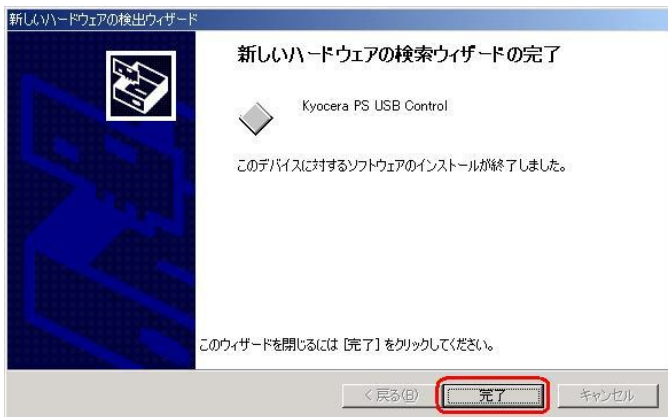 新しいハードウェアの検出ウィザード
新しいハードウェアの検索ウィザードの完了
Kyocera PS USB Control
このデバイスに対するソフトウェアのインストールが終了しました。
このウィザードを閉じるには [完了] をクリックしてください。
< 戻る(B)
完了
キャンセル